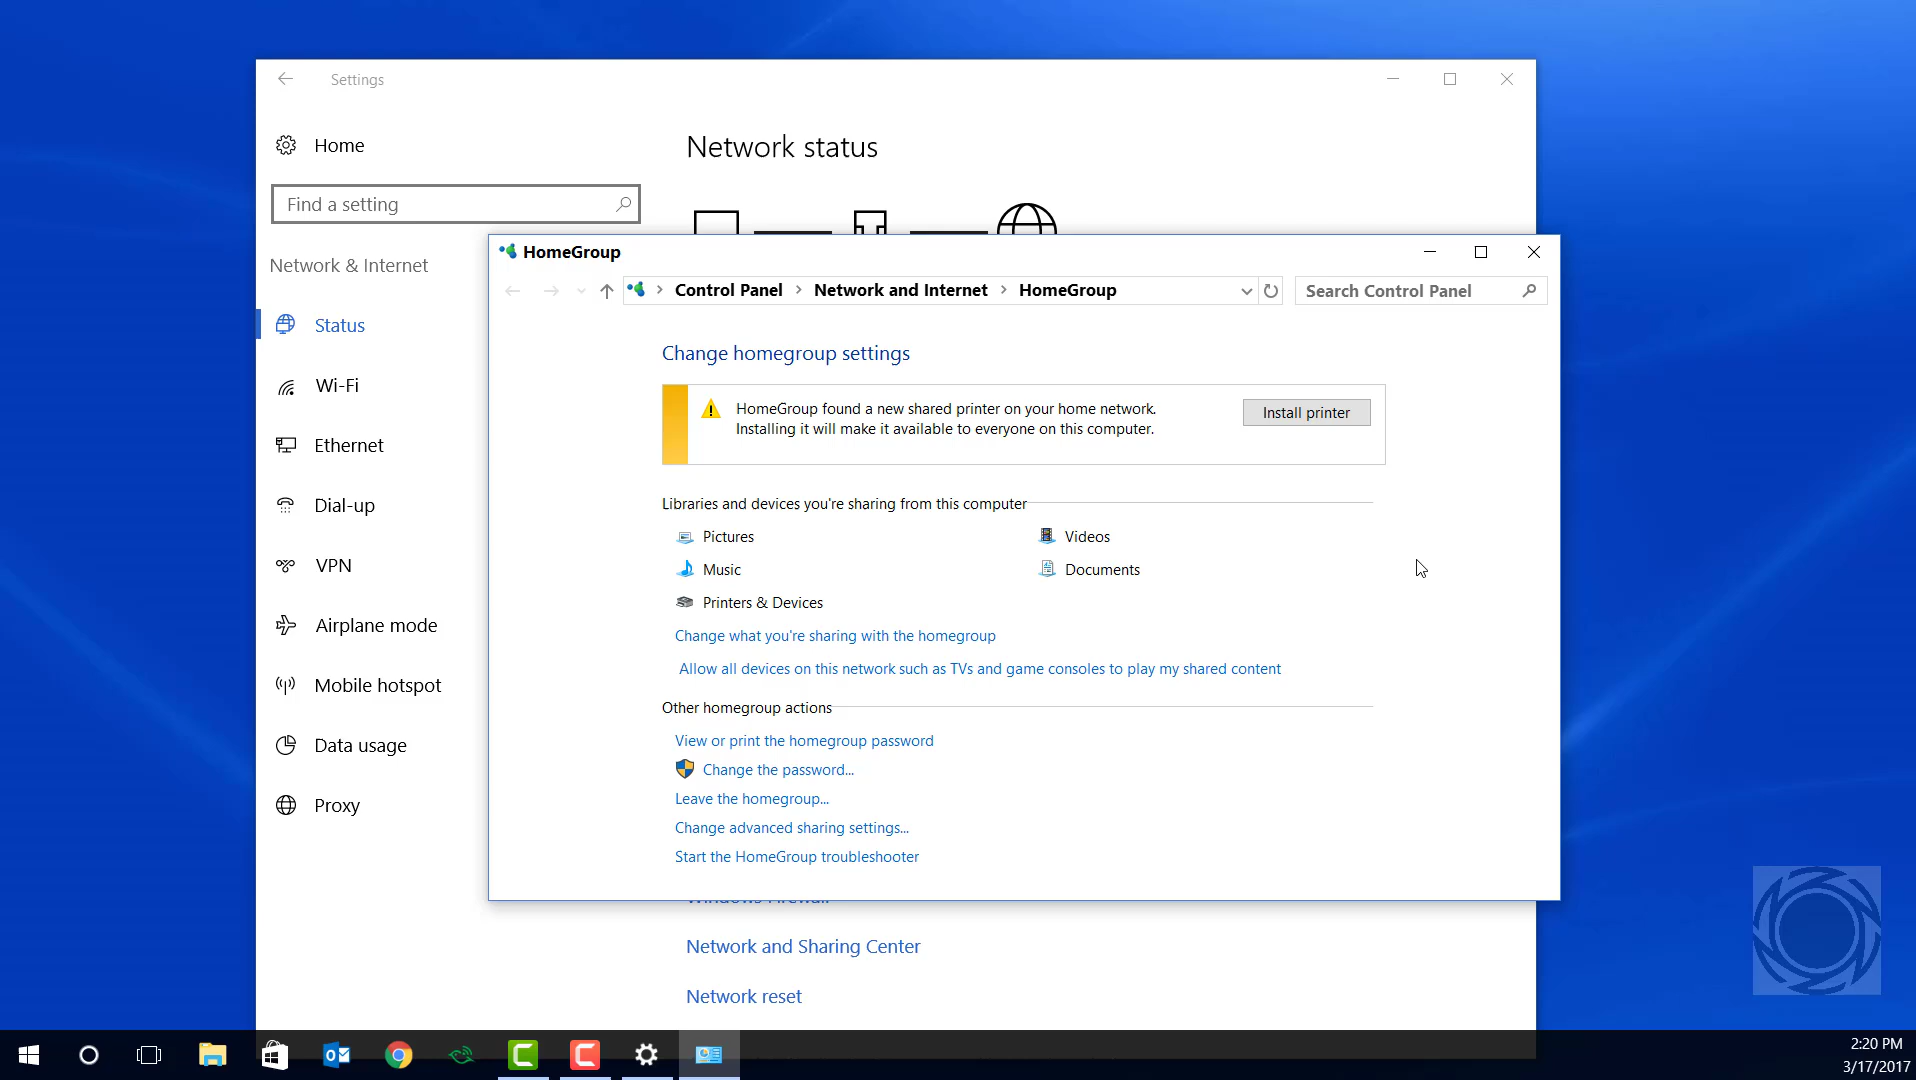 Settings
Home
Find a setting
Network & Internet
Status
Wi-Fi
Ethernet
Dial-up
VPN
Airplane mode
Mobile hotspot
Data usage
Proxy
Network status
HomeGroup
Control Panel > Network and Internet > HomeGroup
Search Control Panel
Change homegroup settings
HomeGroup found a new shared printer on your home network.
Installing it will make it available to everyone on this computer.
Install printer
Libraries and devices you're sharing from this computer
Pictures
Videos
Music
Documents
Printers & Devices
Change what you're sharing with the homegroup
Allow all devices on this network such as TVs and game consoles to play my shared content
Other homegroup actions
View or print the homegroup password
Change the password...
Leave the homegroup...
Change advanced sharing settings...
Start the HomeGroup troubleshooter
Windows Firewall
Network and Sharing Center
Network reset
2:20 PM
3/17/2017